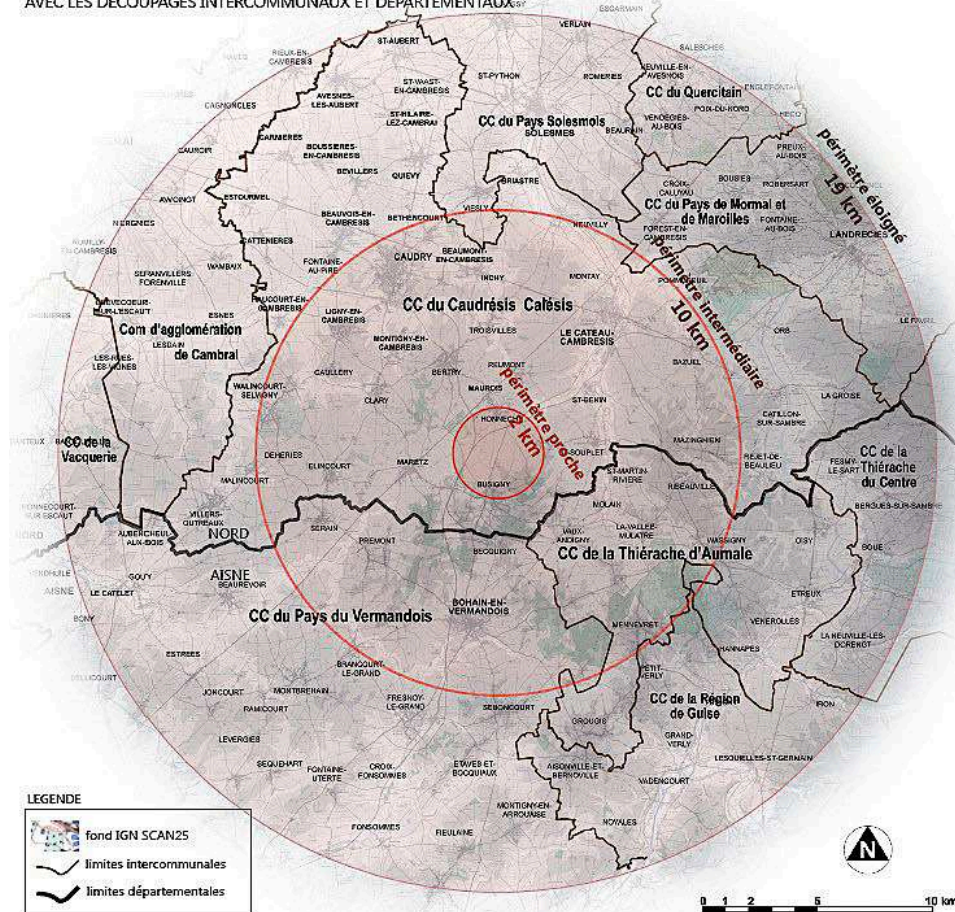 AVEC LES DÉCOUPAGES INTERCOMMUNAUX ET DÉPARTEMENTAUX
ESCARMAIN
VERLAIN
ST-AUBERT
RIEUX-EN-
CAMBRESIS
SALESCHES
NEUVILLE-EN-
AVESNOIS
ST-PYTHON
ROMERIES
ST-VAAST-
EN-CAMBRESIS
CC du Quercitain
ENGLEFONTAINE
AVESNES-
LES-AUBERT
CAGNONCLES
POIX-DU-NORD
HECQ
ST-HILAIRE-
LEZ-CAMBRAI
CC du Pays Solesmois
SOLESMES
VENDEGIES-
AU-BOIS
BEAURAIN
CARNIERES
CAUROIR
BOUSSIERES-
EN-CAMBRESIS
PREUX-
AU-BOIS
périmètre éloigné
19 km
BEVILLERS
QUIEVY
BRIASTRE
CROIX-
CALUYAU
BOUSIES
ROBERSART
AWOINGT
ESTOURMEL
CC du Pays de Mormal et
de Maroilles
VIESLY
BEAUVOIS-EN-
CAMBRESIS
BETHENCOURT
NEUVILLY
FOREST-EN-
CAMBRESIS
FONTAINE-
AU-BOIS
LANDRECIES
NIERGNIES
CATTENIERES
CAUDRY
BEAUMONT-
EN-CAMBRESIS
WAMBAIX
FONTAINE-
AU-PIRE
INCHY
MONTAY
périmètre intermédiaire
10 km
SERANVILLERS
FORENVILLE
HAUCOURT-EN-
CAMBRESIS
CREVECOEUR-
SUR-L'ESCAUT
ESNES
LIGNY-EN-
CAMBRESIS
CC du Caudrésis Catésis
Com d'agglomération
de Cambrai
LESDAIN
TROISVILLES
LE CATEAU-
CAMBRESIS
ORS
LE FAVRIL
MONTIGNY-EN-
CAMBRESIS
LES-RUES-
LES-VIGNES
CAULLERY
BERTRY
REUMONT
BAZUEL
WALINCOURT-
SELVIGNY
MAUROIS
périmètre proche
2 km
CLARY
ST-BENIN
LA GROISE
HONNECHY
CATILLON-
SUR-SAMBRE
CC de la
Vacquerie
DEHERIES
ELINCOURT
MARETZ
SOUPLET
MAZINGHIEN
REJET-DE-
BEAULIEU
CC de la
Thiérache
du Centre
FESMY-
LE-SART
MALINCOURT
BUSIGNY
ST-MARTIN-
RIVIERE
RIBEAUVILLE
BERGUES-SUR-SAMBRE
VILLERS-
OUTREAUX
NORD
AUBENCHEUL-
AUX-BOIS
SERAIN
PREMONT
MOLAIN
VAUX-
ANDIGNY
LA-VALLEE-
MULATRE
WASSIGNY
OISY
BOUE
BECQUIGNY
CC de la Thiérache d'Aumale
GOUY
LE CATELET
AISNE
AISNE
BEAUREVOIR
BONY
CC du Pays du Vermandois
BOHAIN-EN-
VERMANDOIS
ETREUX
VENEROLLES
MENNEVRET
LA NEUVILLE-LES-
DORENGT
HANNAPES
ESTREES
BRANCOURT-
LE-GRAND
PETIT-
VERLY
JONCOURT
MONTBREHAIN
FRESNOY-
LE-GRAND
CC de la Région
de Guise
IRON
RAMICOURT
SEBONCOURT
GROUGIS
GRAND-
VERLY
LEVERGIES
LESQUIELLES-ST-GERMAIN
SEQUEHART
FONTAINE-
UTERTE
CROIX-
FONSOMMES
ETAVES-ET-
BOCQUIAUX
AISONVILLE-ET-
BERNOVILLE
VADENCOURT
MONTIGNY-EN-
ARROUAISE
NOYALES
FONSOMMES
FIEULAINE
LEGENDE
fond IGN SCAN25
limites intercommunales
limites départementales
N
0 1 2 5 10 km